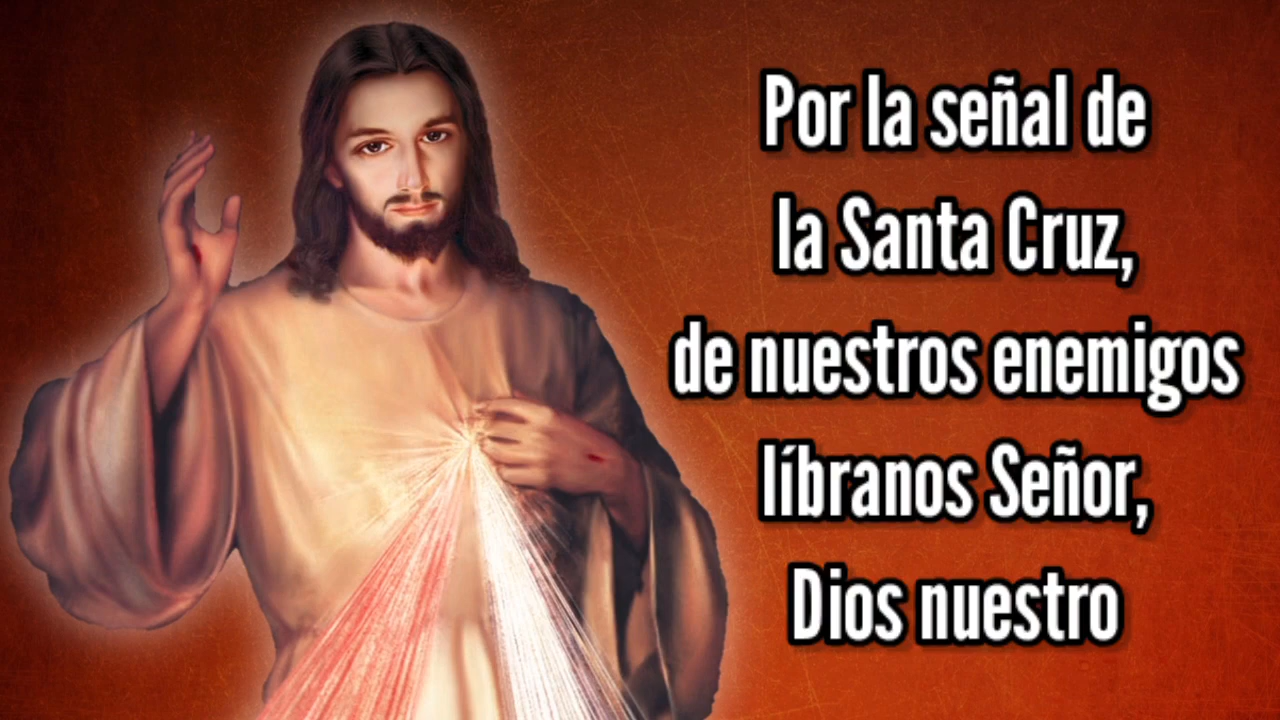 Por la señal de
la Santa Cruz,
de nuestros enemigos
líbranos Señor,
Dios nuestro